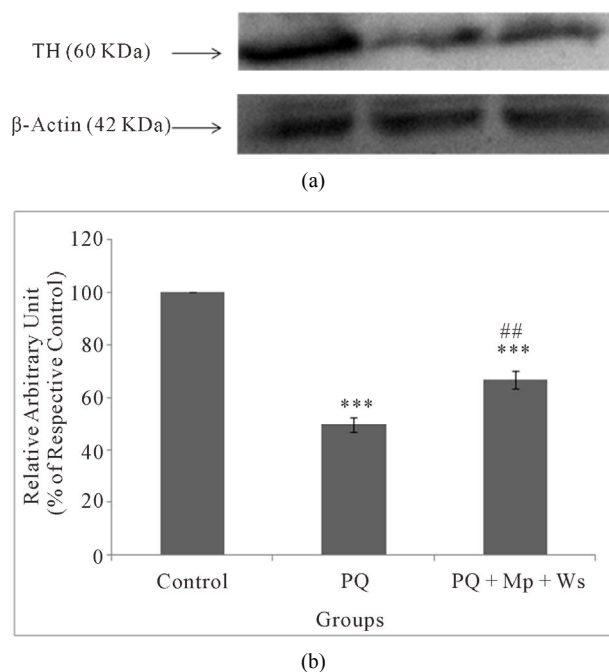 TH (60 KDa)
β-Actin (42 KDa)
(a)
Relative Arbitrary Unit
(% of Respective Control)
120
100
80
60
40
20
0
***
##
***
Control
PQ
PQ + Mp + Ws
Groups
(b)